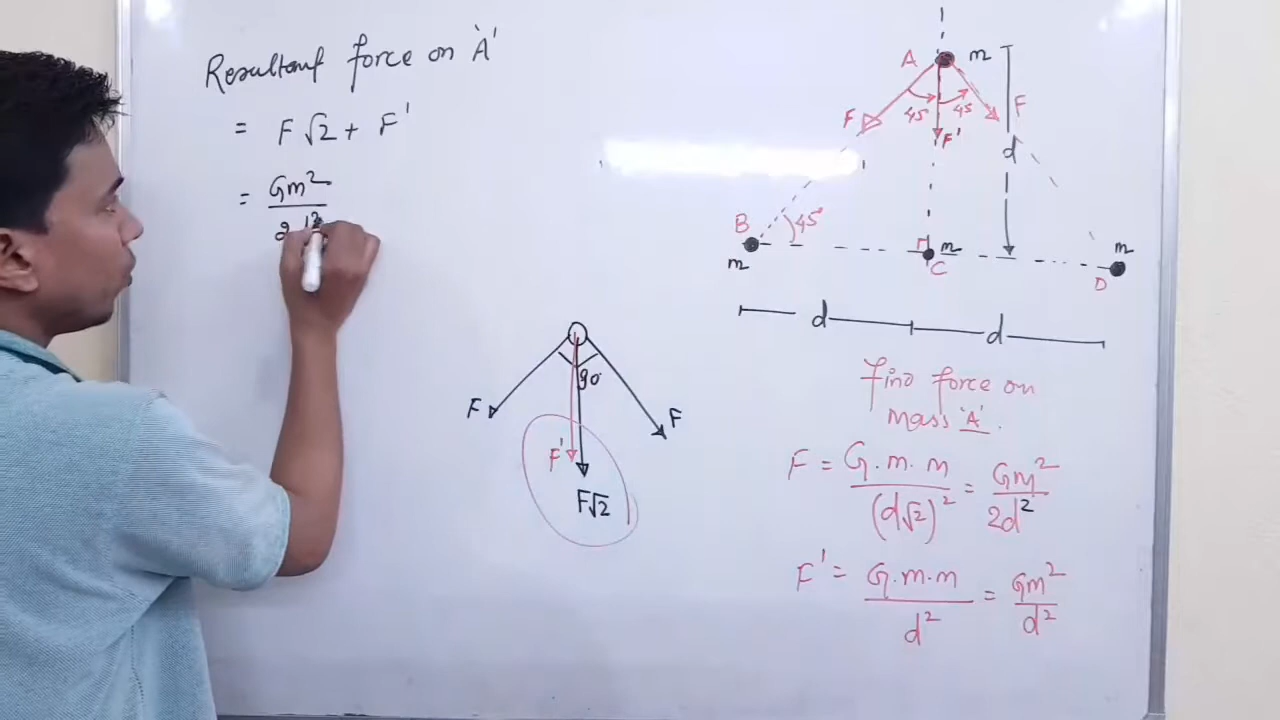 Resultant force on 'A'
= F√2 + F'
= Gm²
2d²
A m
F 45 45 F
F'
d
B 45°
m
m
C
m
D
d d
find force on
mass 'A'.
F = G.m.m / (d√2)² = Gm² / 2d²
F' = G.m.m / d² = Gm² / d²
90
F F
F'
F√2